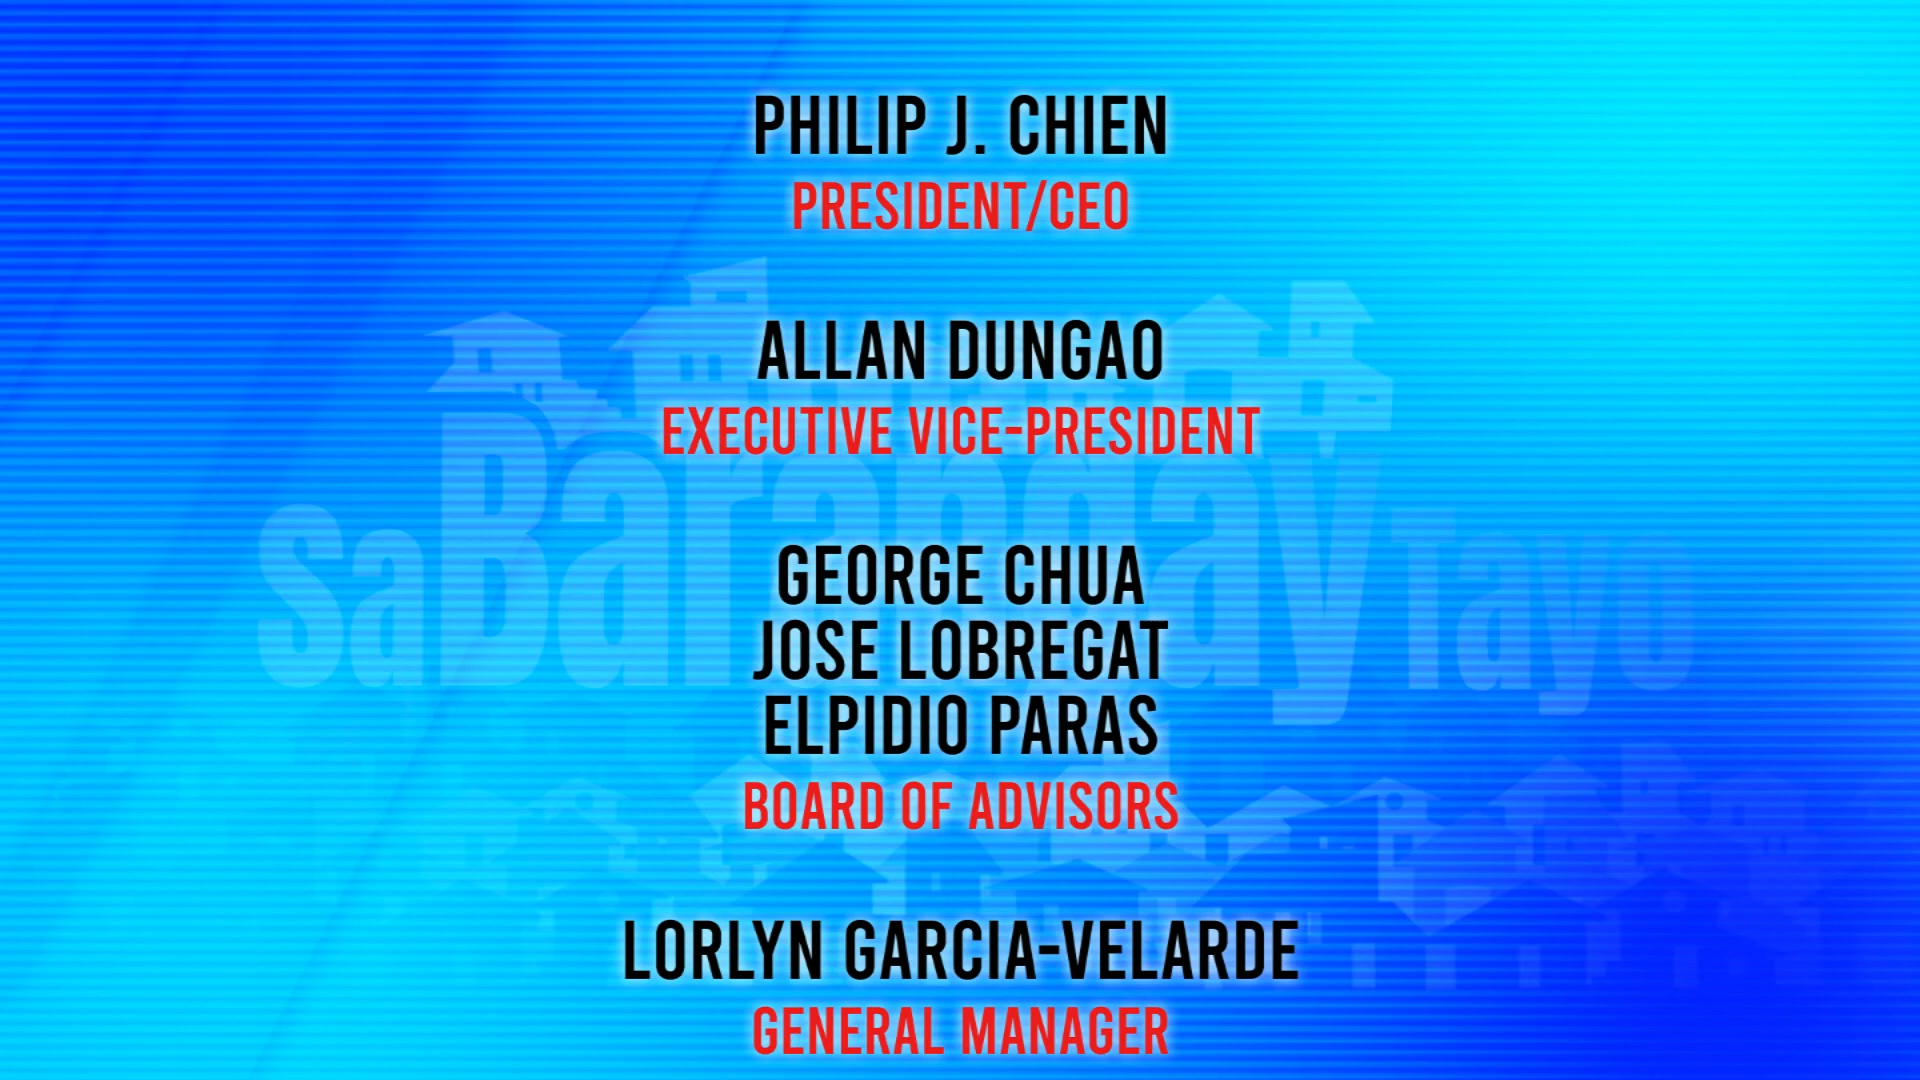 PHILIP J. CHIEN
PRESIDENT/CEO
ALLAN DUNGAO
EXECUTIVE VICE-PRESIDENT
SaBarangayTayo
GEORGE CHUA
JOSE LOBREGAT
ELPIDIO PARAS
BOARD OF ADVISORS
LORLYN GARCIA-VELARDE
GENERAL MANAGER